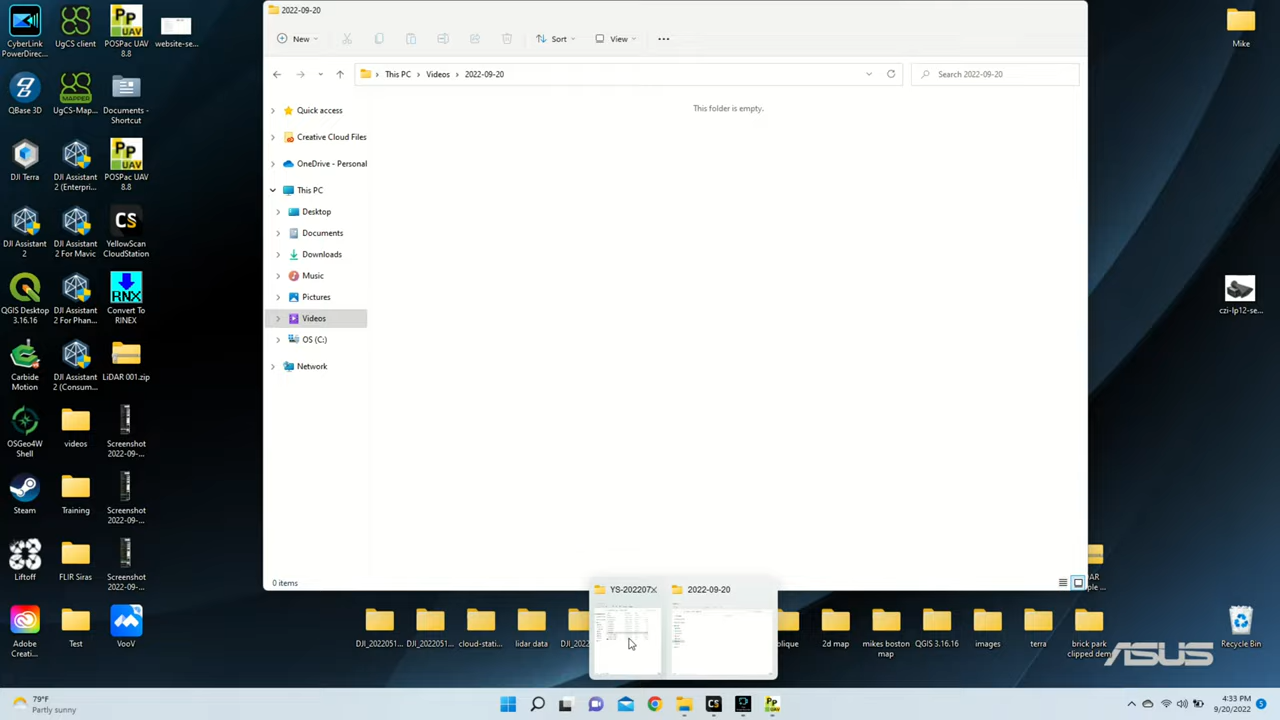 2022-09-20
New
Sort
View
This PC
Videos
2022-09-20
Search 2022-09-20
This folder is empty.
Quick access
Creative Cloud Files
OneDrive - Personal
This PC
Desktop
Documents
Downloads
Music
Pictures
Videos
OS (C:)
Network
0 items
CyberLink
PowerDirec...
UgCS client
POSPac UAV
8.8
website-se...
QBase 3D
UgCS-Map...
Documents -
Shortcut
DJI Terra
DJI Assistant
2 (Enterpri...
POSPac UAV
8.8
DJI Assistant
2
DJI Assistant
2 For Mavic
YellowScan
CloudStation
QGIS Desktop
3.16.16
DJI Assistant
2 For Phan...
Convert To
RINEX
Carbide
Motion
DJI Assistant
2 (Consum...
LiDAR 001.zip
OSGeo4W
Shell
videos
Screenshot
2022-09-...
Steam
Training
Screenshot
2022-09-...
Liftoff
FLIR Siras
Screenshot
2022-09-...
Adobe
Creati...
Test
VooV
Mike
czi-lp12-se...
DJI_2022051...
DJI_2022051...
cloud-stati...
lidar data
YS-202207
2022-09-20
2d map
mikes boston
map
QGIS 3.16.16
images
terra
brick park
clipped dem
Recycle Bin
ASUS
79°F
Partly sunny
4:33 PM
9/20/2022
5